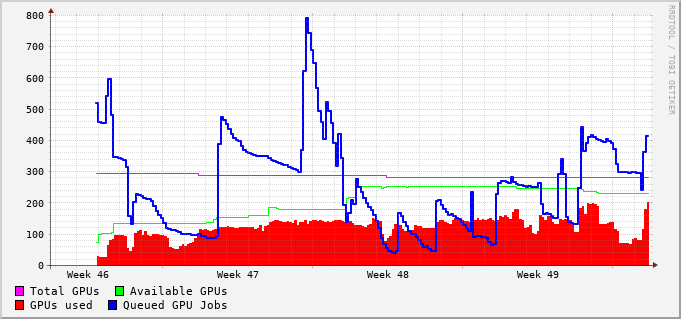 800
700
600
500
400
300
200
100
0
Week 46 Week 47 Week 48 Week 49
Total GPUs Available GPUs
GPUs used Queued GPU Jobs
RRDTOOL / TOBI OETIKER